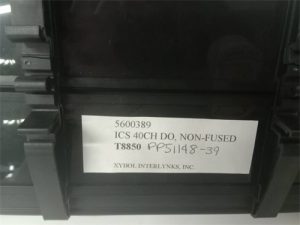 5600389
ICS 40CH DO, NON-FUSED
T8850 PP51148-39
XYBOL INTERLYNKS, INC.